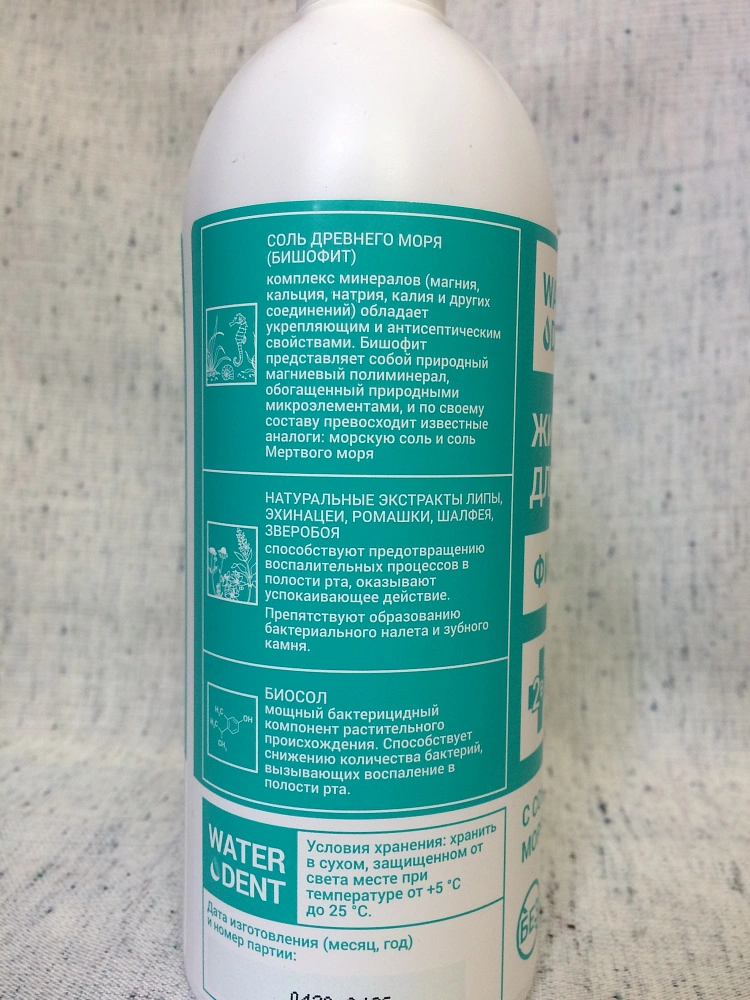 СОЛЬ ДРЕВНЕГО МОРЯ
(БИШОФИТ)
комплекс минералов (магния,
кальция, натрия, калия и других
соединений) обладает
укрепляющим и антисептическим
свойствами. Бишофит
представляет собой природный
магниевый полиминерал,
обогащенный природными
микроэлементами, и по своему
составу превосходит известные
аналоги: морскую соль и соль
Мертвого моря
НАТУРАЛЬНЫЕ ЭКСТРАКТЫ ЛИПЫ,
ЭХИНАЦЕИ, РОМАШКИ, ШАЛФЕЯ,
ЗВЕРОБОЯ
способствуют предотвращению
воспалительных процессов в
полости рта, оказывают
успокаивающее действие.
Препятствуют образованию
бактериального налета и зубного
камня.
H₃C
H₃C
OH
CH₃
БИОСОЛ
мощный бактерицидный
компонент растительного
происхождения. Способствует
снижению количества бактерий,
вызывающих воспаление в
полости рта.
WATER
DENT
Условия хранения: хранить
в сухом, защищенном от
света месте при
температуре от +5 °C
до 25 °C.
Дата изготовления (месяц, год)
и номер партии: